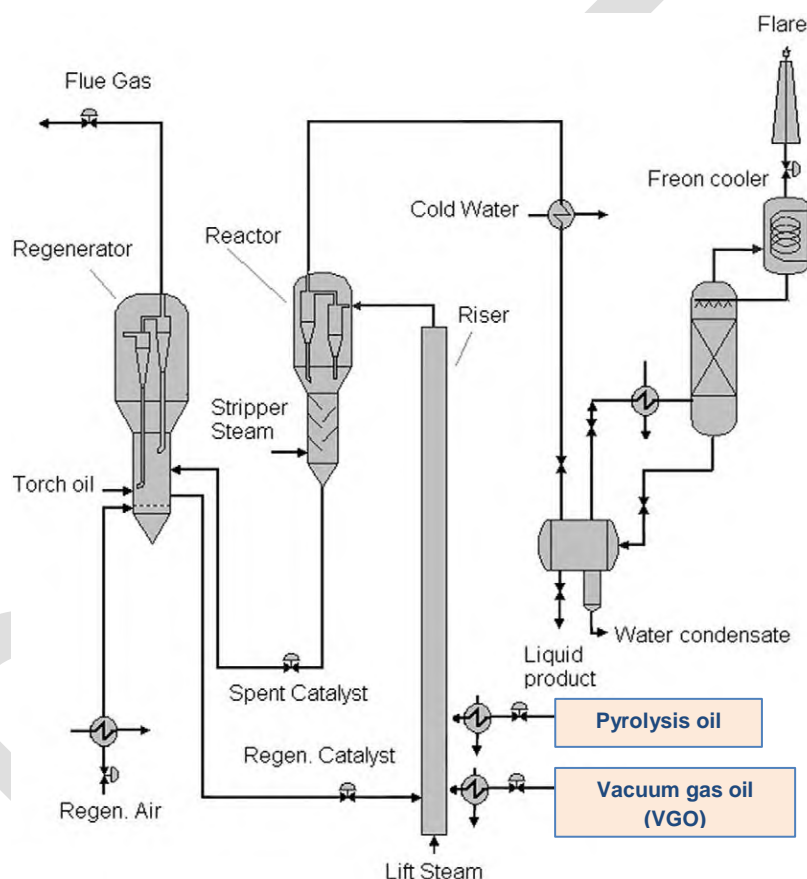 Flare
Flue Gas
Freon cooler
Cold Water
Reactor
Regenerator
Riser
Stripper
Steam
Torch oil
Water condensate
Liquid
product
Spent Catalyst
Pyrolysis oil
Regen. Catalyst
Vacuum gas oil
(VGO)
Regen. Air
Lift Steam